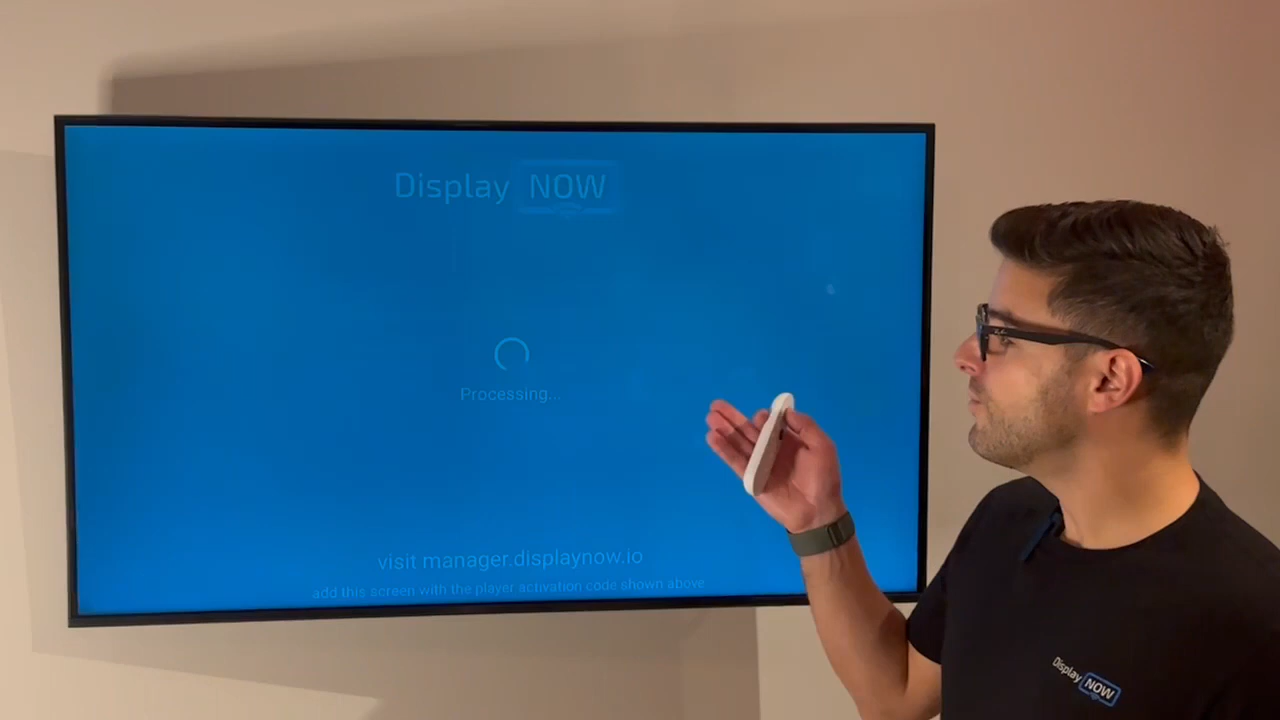 Display NOW
Processing...
visit manager.displaynow.io
add this screen with the player activation code shown above
Display NOW